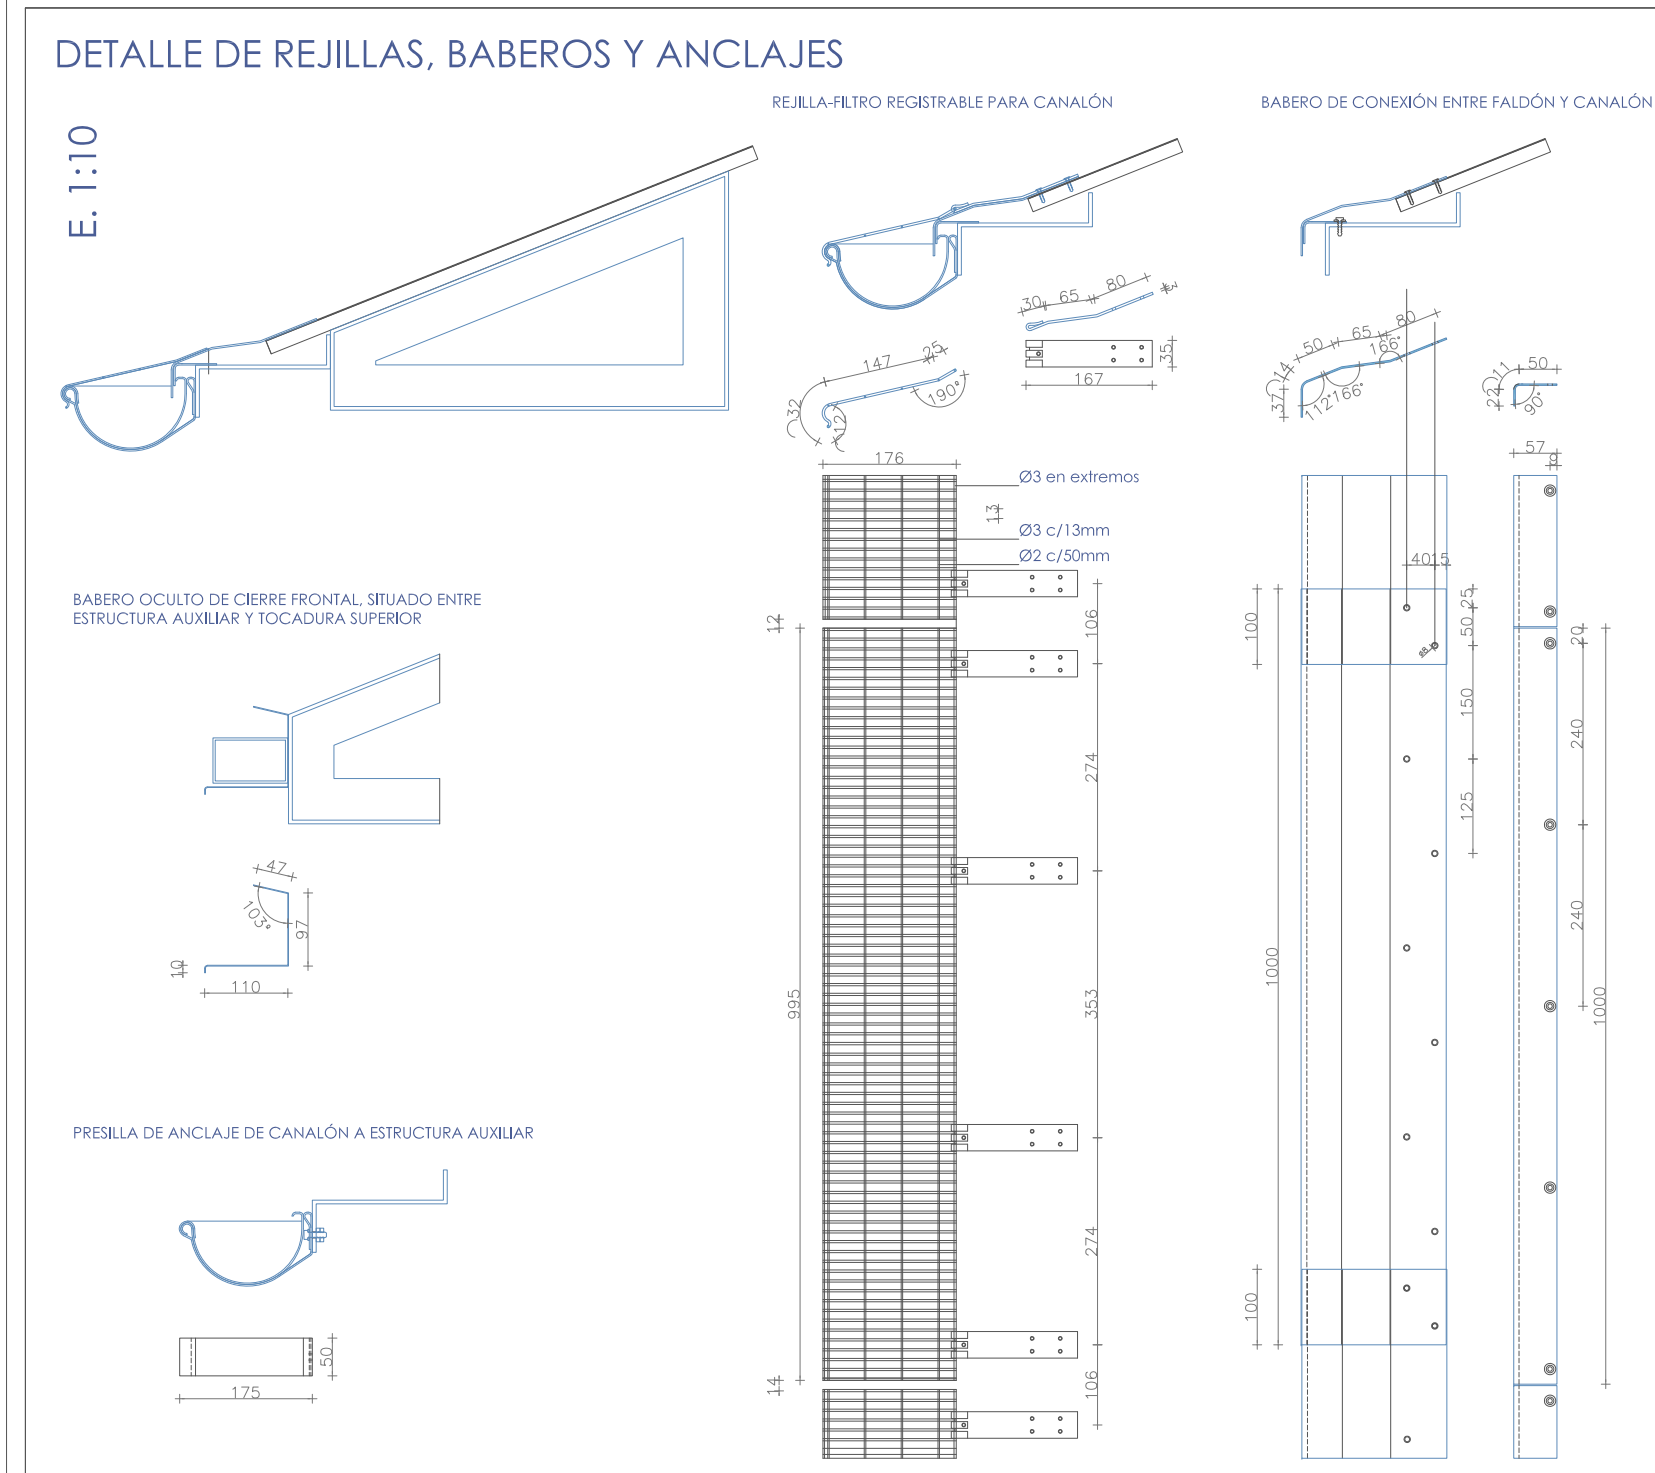 DETALLE DE REJILLAS, BABEROS Y ANCLAJES
E. 1:10
REJILLA-FILTRO REGISTRABLE PARA CANALÓN
30 65 80
35
167
147 25
190°
32
12
176
Ø3 en extremos
13
Ø3 c/13mm
Ø2 c/50mm
12
106
274
995
353
274
14
106
BABERO DE CONEXIÓN ENTRE FALDÓN Y CANALÓN
37 14 50 65 80
112° 166° 166°
22 11 50
90°
57
9
40 15
100
25
50
ø8
150
125
1000
100
20
240
240
1000
BABERO OCULTO DE CIERRE FRONTAL, SITUADO ENTRE
ESTRUCTURA AUXILIAR Y TOCADURA SUPERIOR
47
103°
97
10
110
PRESILLA DE ANCLAJE DE CANALÓN A ESTRUCTURA AUXILIAR
50
175